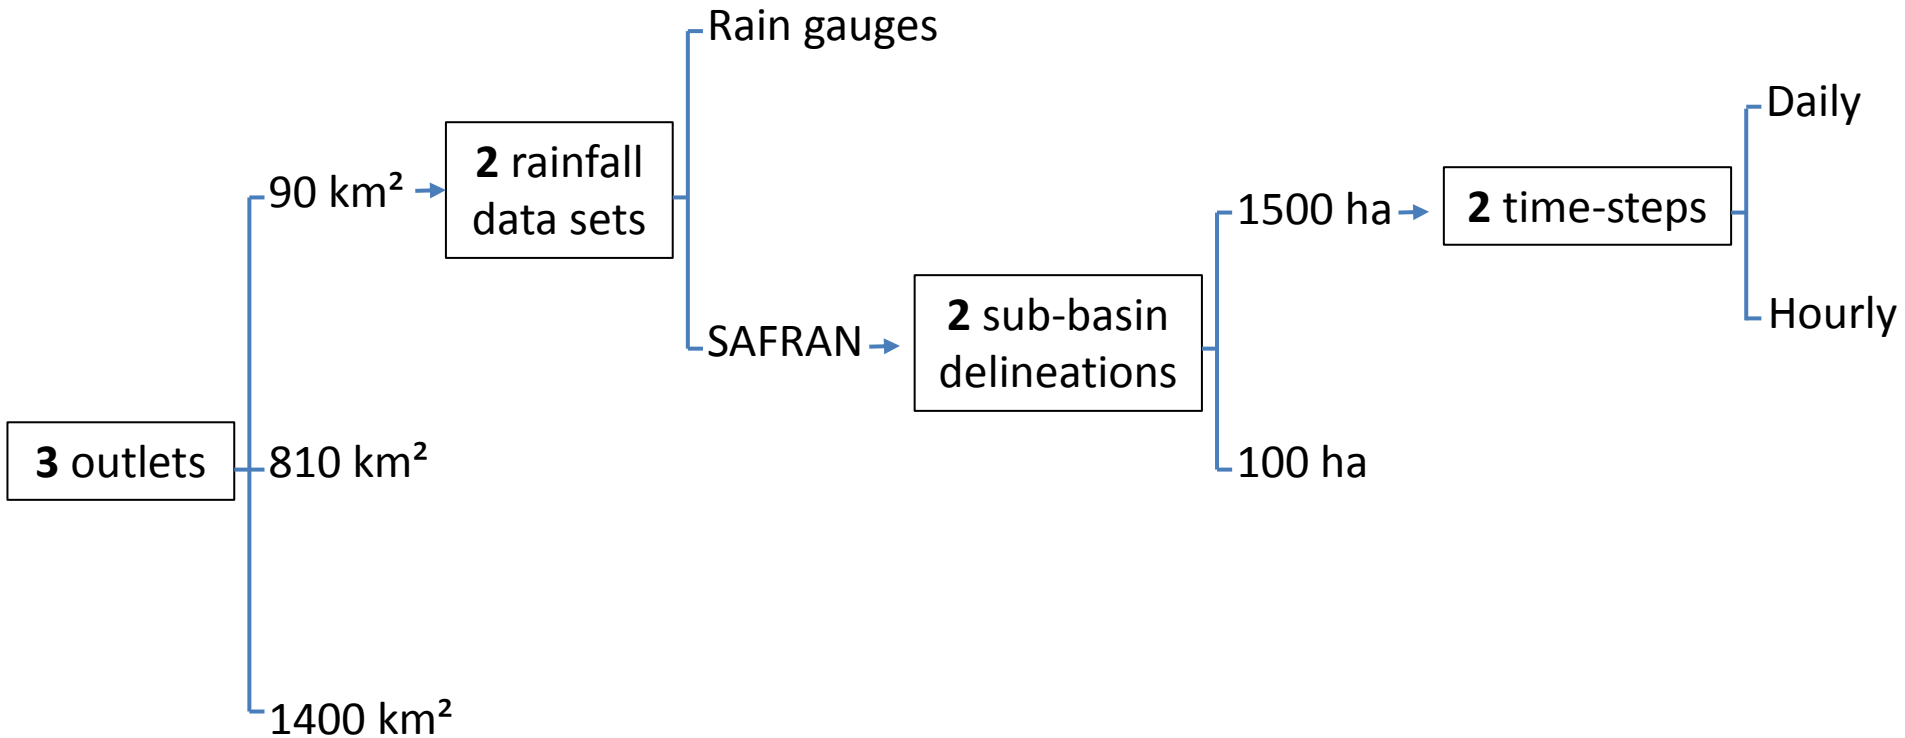 3 outlets
90 km²
810 km²
1400 km²
2 rainfall
data sets
Rain gauges
SAFRAN
2 sub-basin
delineations
1500 ha
100 ha
2 time-steps
Daily
Hourly